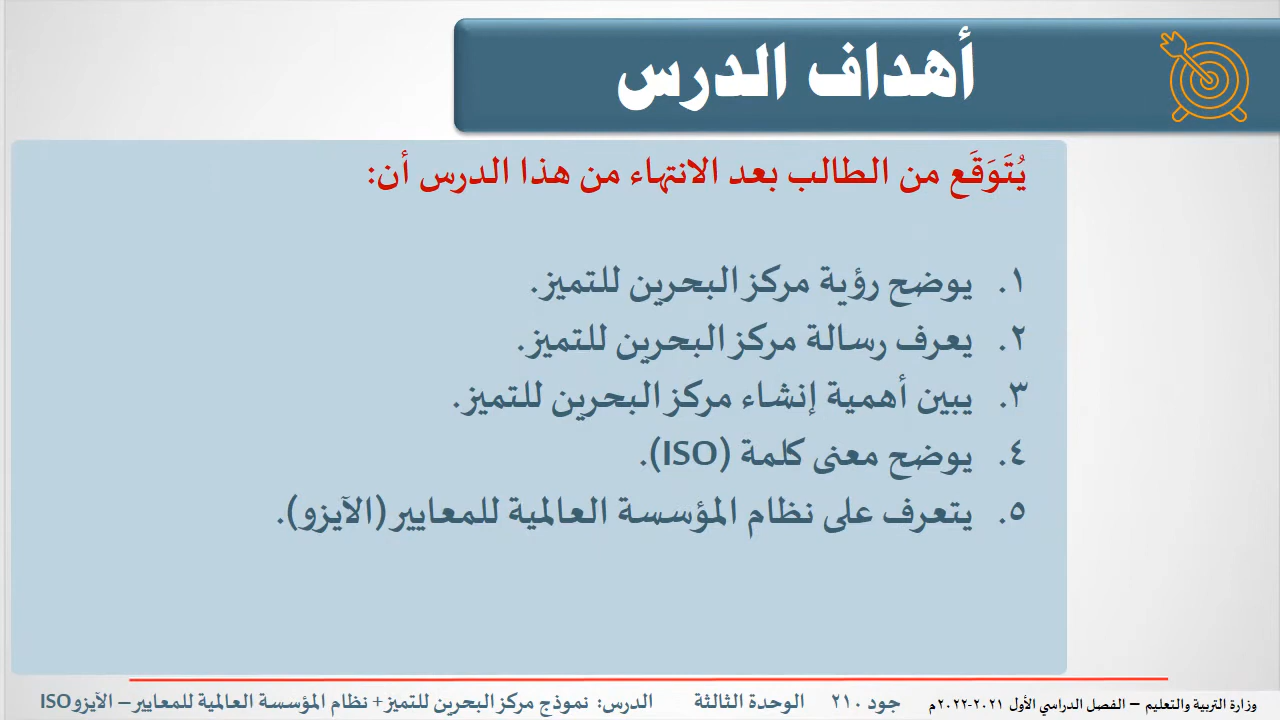 أهداف الدرس
يُتَوَقَع من الطالب بعد الانتهاء من هذا الدرس أن:
١. يوضح رؤية مركز البحرين للتميز.
٢. يعرف رسالة مركز البحرين للتميز.
٣. يبين أهمية إنشاء مركز البحرين للتميز.
٤. يوضح معنى كلمة (ISO).
٥. يتعرف على نظام المؤسسة العالمية للمعايير (الآيزو).
وزارة التربية والتعليم – الفصل الدراسي الأول ٢٠٢١-٢٠٢٢م جود ٢١٠ الوحدة الثالثة الدرس: نموذج مركز البحرين للتميز+ نظام المؤسسة العالمية للمعايير– الآيزوISO